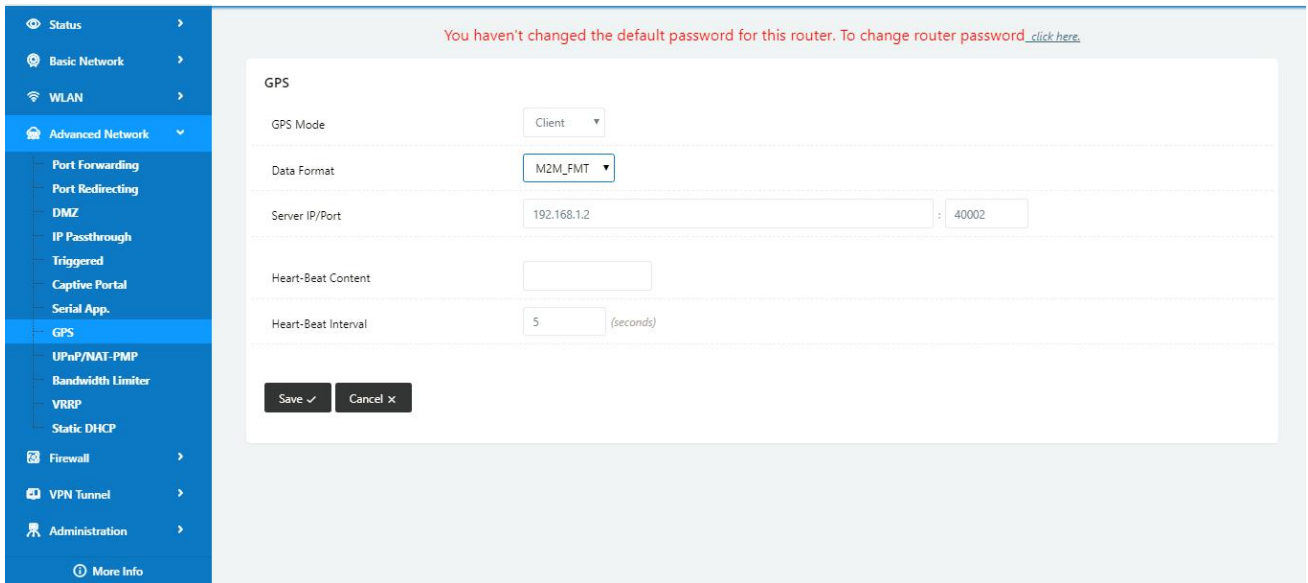 Status
Basic Network
WLAN
Advanced Network
Port Forwarding
Port Redirecting
DMZ
IP Passthrough
Triggered
Captive Portal
Serial App.
GPS
UPnP/NAT-PMP
Bandwidth Limiter
VRRP
Static DHCP
Firewall
VPN Tunnel
Administration
More Info
You haven't changed the default password for this router. To change router password click here.
GPS
GPS Mode Client
Data Format M2M_FMT
Server IP/Port 192.168.1.2 : 40002
Heart-Beat Content
Heart-Beat Interval 5 (seconds)
Save Cancel